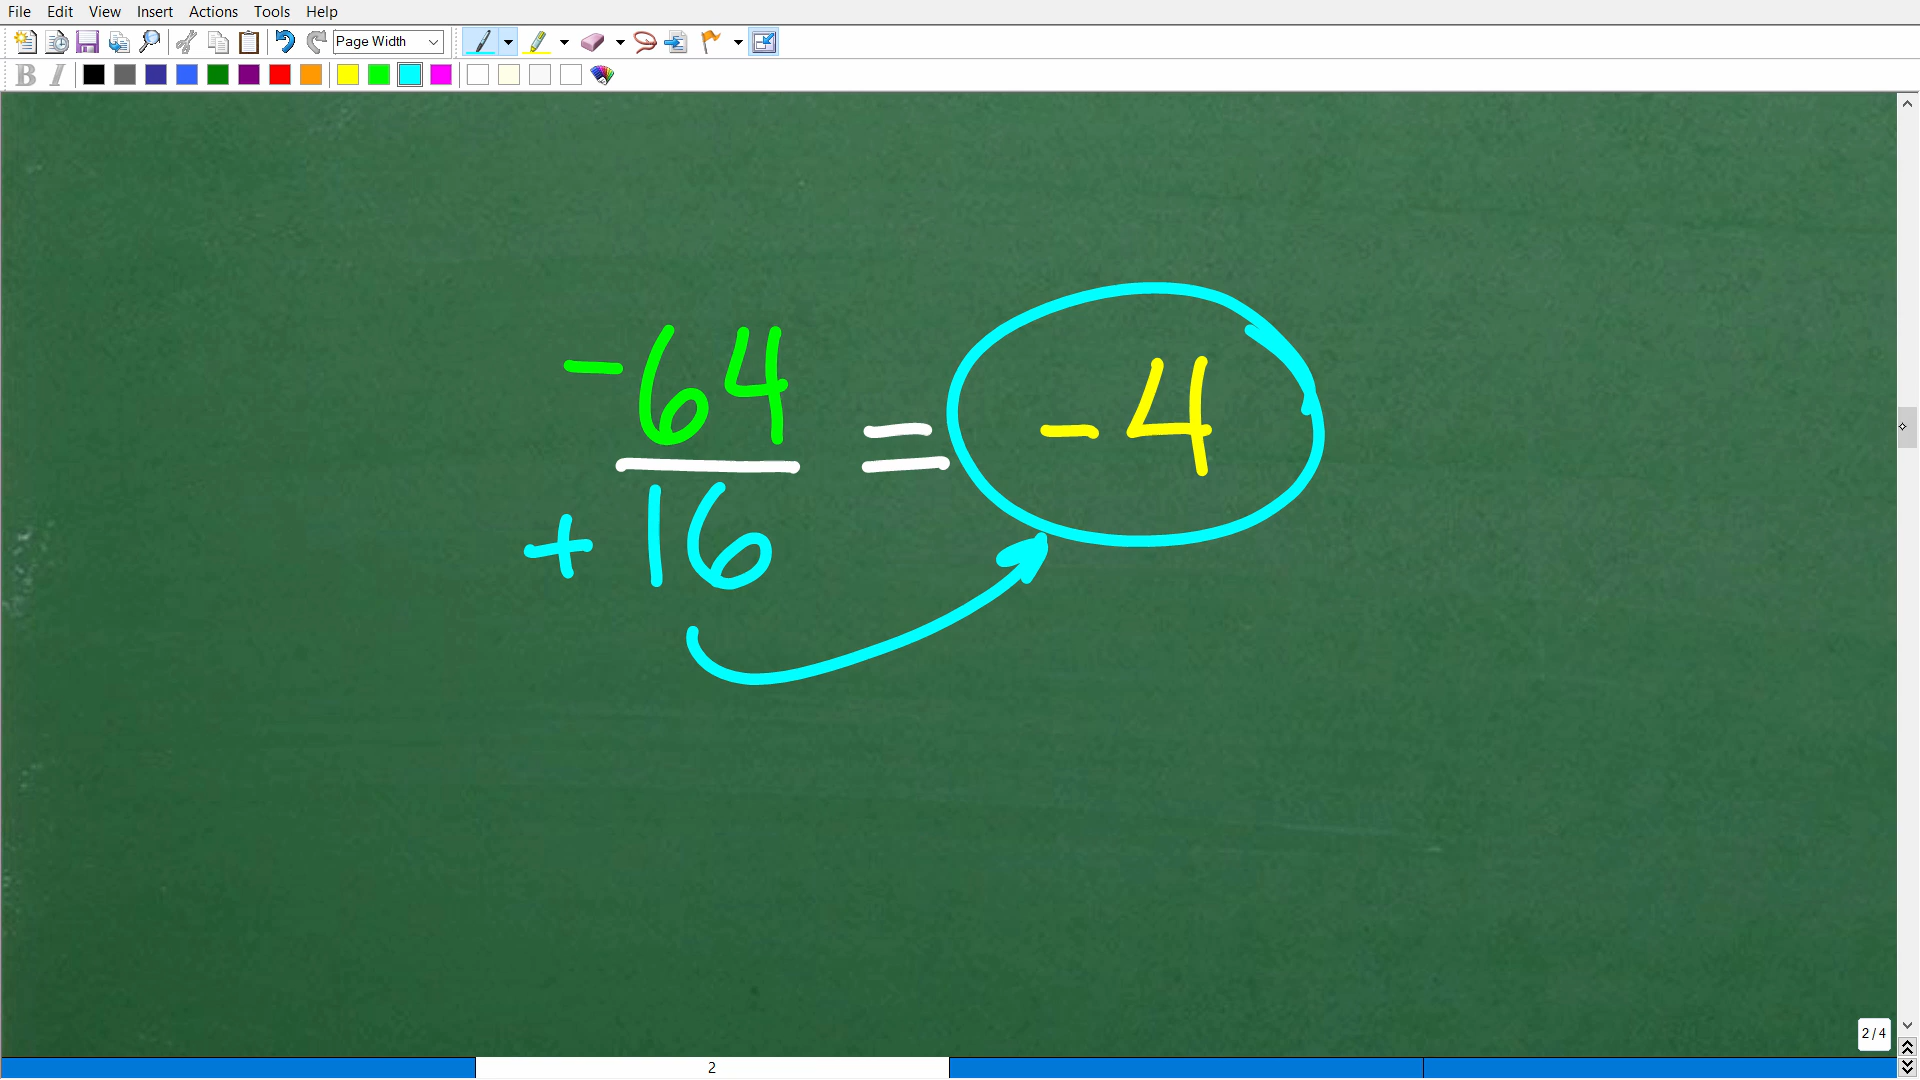 File Edit View Insert Actions Tools Help
Page Width
B I
-64
= -4
+16
2 / 4
2